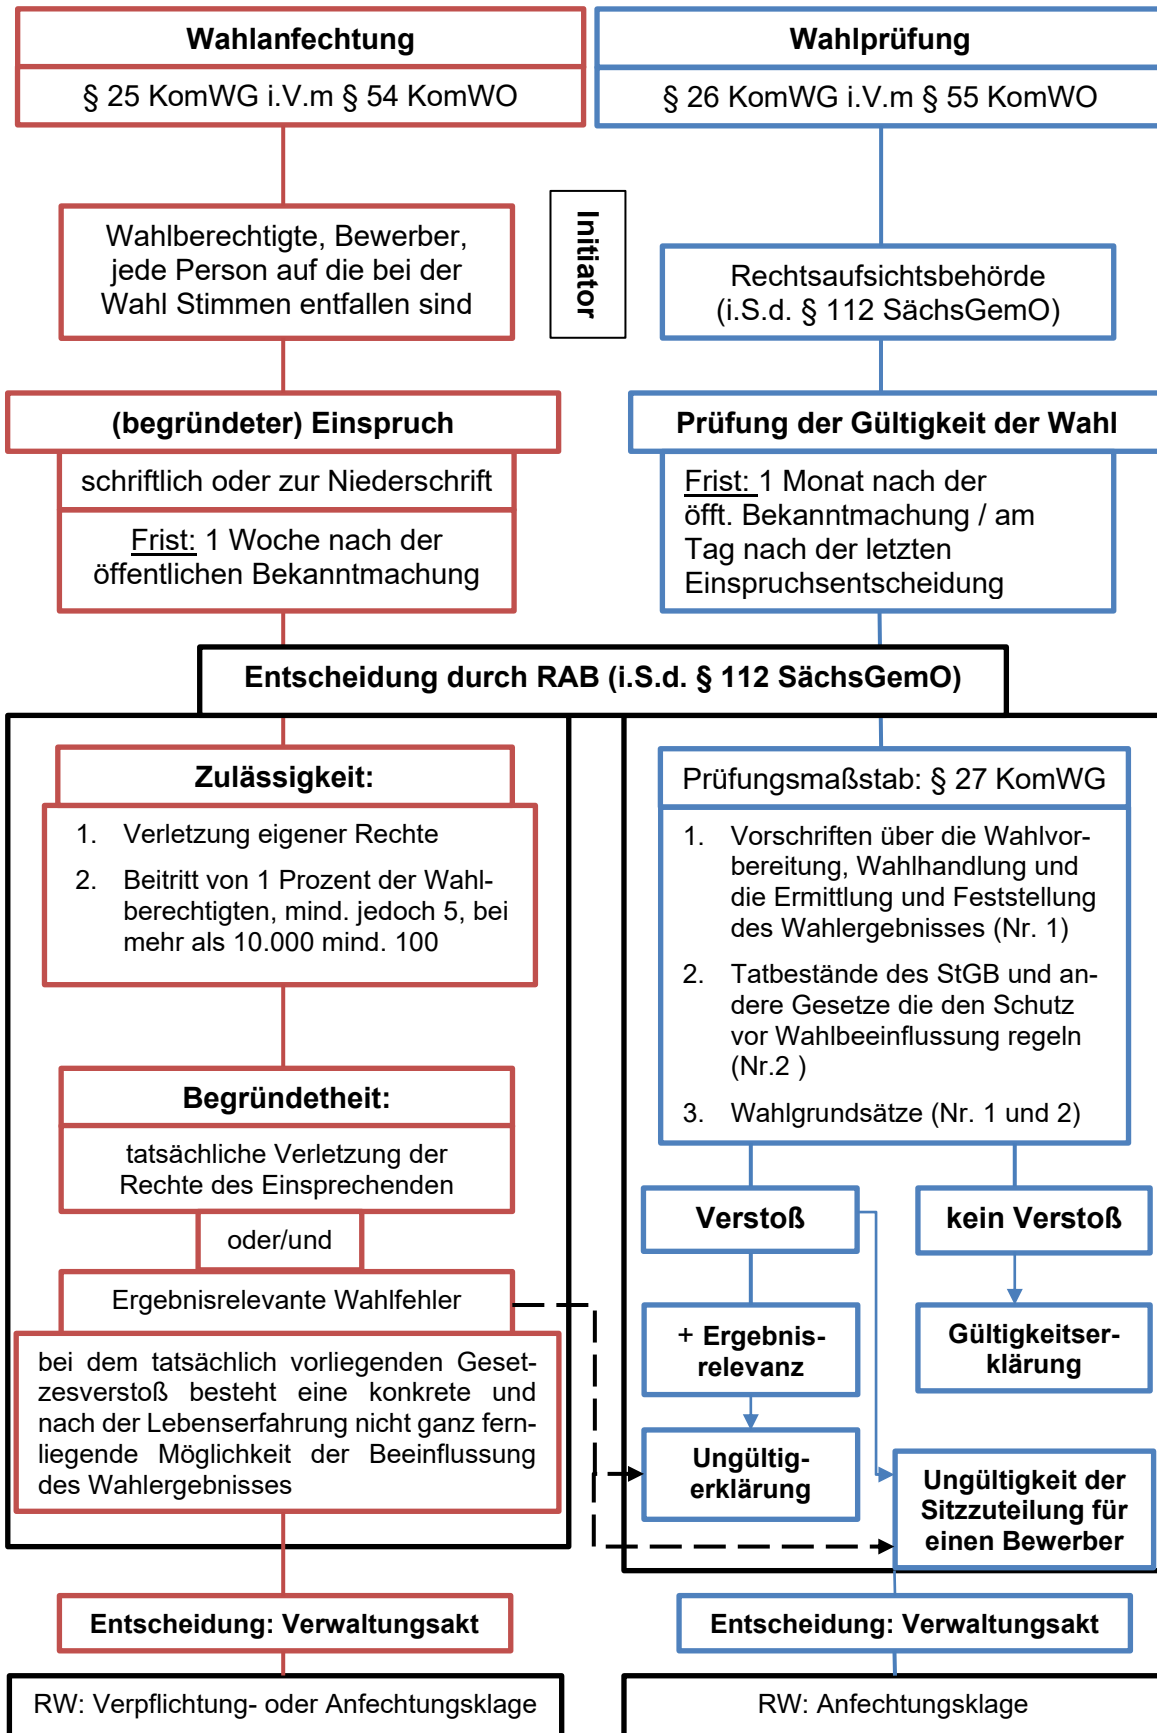 Wahlanfechtung
§ 25 KomWG i.V.m § 54 KomWO
Wahlprüfung
§ 26 KomWG i.V.m § 55 KomWO
Initiator
Wahlberechtigte, Bewerber,
jede Person auf die bei der
Wahl Stimmen entfallen sind
Rechtsaufsichtsbehörde
(i.S.d. § 112 SächsGemO)
(begründeter) Einspruch
schriftlich oder zur Niederschrift
Frist: 1 Woche nach der
öffentlichen Bekanntmachung
Prüfung der Gültigkeit der Wahl
Frist: 1 Monat nach der
öfft. Bekanntmachung / am
Tag nach der letzten
Einspruchsentscheidung
Entscheidung durch RAB (i.S.d. § 112 SächsGemO)
Zulässigkeit:
1. Verletzung eigener Rechte
2. Beitritt von 1 Prozent der Wahl-
berechtigten, mind. jedoch 5, bei
mehr als 10.000 mind. 100
Begründetheit:
tatsächliche Verletzung der
Rechte des Einsprechenden
oder/und
Ergebnisrelevante Wahlfehler
bei dem tatsächlich vorliegenden Geset-
zesverstoß besteht eine konkrete und
nach der Lebenserfahrung nicht ganz fern-
liegende Möglichkeit der Beeinflussung
des Wahlergebnisses
Prüfungsmaßstab: § 27 KomWG
1. Vorschriften über die Wahlvor-
bereitung, Wahlhandlung und
die Ermittlung und Feststellung
des Wahlergebnisses (Nr. 1)
2. Tatbestände des StGB und an-
dere Gesetze die den Schutz
vor Wahlbeeinflussung regeln
(Nr.2 )
3. Wahlgrundsätze (Nr. 1 und 2)
Verstoß
kein Verstoß
+ Ergebnis-
relevanz
Gültigkeitser-
klärung
Ungültig-
erklärung
Ungültigkeit der
Sitzzuteilung für
einen Bewerber
Entscheidung: Verwaltungsakt
Entscheidung: Verwaltungsakt
RW: Verpflichtung- oder Anfechtungsklage
RW: Anfechtungsklage